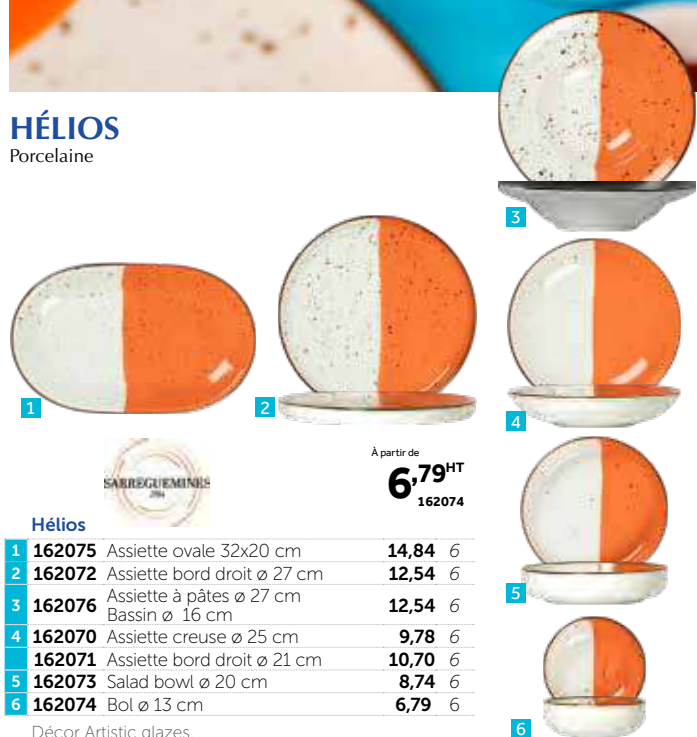 HÉLIOS
Porcelaine
3
1
2
4
SARREGUEMINES
À partir de
6,79HT
162074
Hélios
1 162075 Assiette ovale 32x20 cm 14,84 6
2 162072 Assiette bord droit ø 27 cm 12,54 6
3 162076 Assiette à pâtes ø 27 cm 12,54 6
Bassin ø 16 cm
4 162070 Assiette creuse ø 25 cm 9,78 6
162071 Assiette bord droit ø 21 cm 10,70 6
5 162073 Salad bowl ø 20 cm 8,74 6
6 162074 Bol ø 13 cm 6,79 6
5
6
Décor Artistic glazes